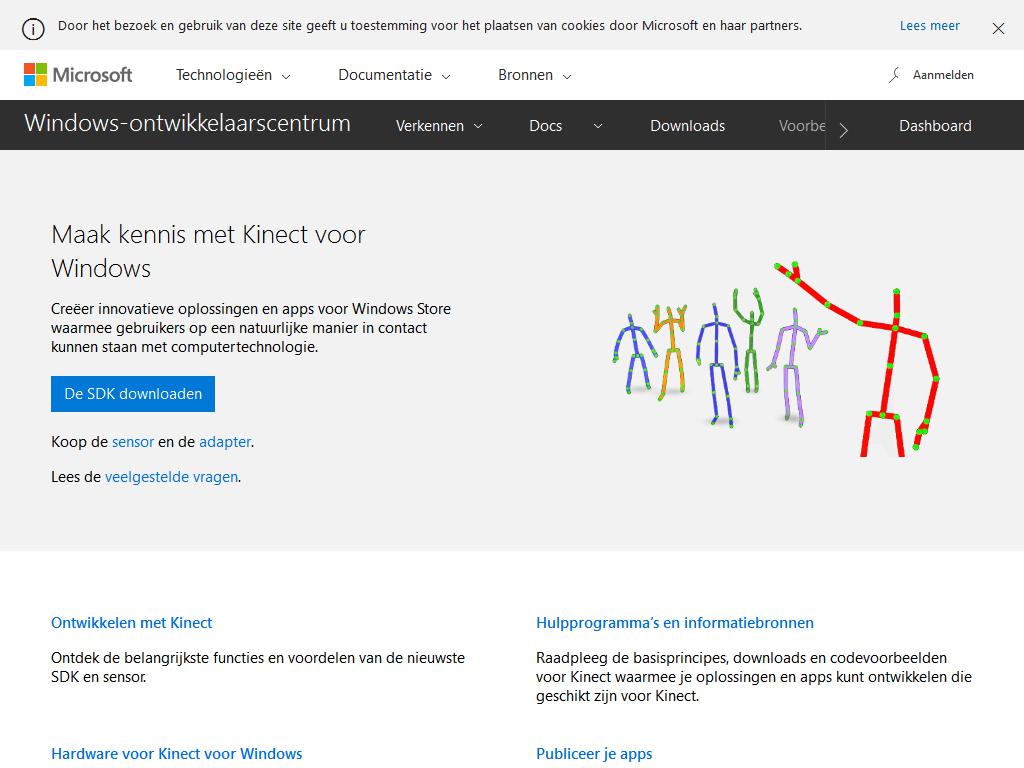 Door het bezoek en gebruik van deze site geeft u toestemming voor het plaatsen van cookies door Microsoft en haar partners.
Lees meer
Microsoft
Technologieën
Documentatie
Bronnen
Aanmelden
Windows-ontwikkelaarscentrum
Verkennen
Docs
Downloads
Voorbe
Dashboard
Maak kennis met Kinect voor
Windows
Creëer innovatieve oplossingen en apps voor Windows Store
waarmee gebruikers op een natuurlijke manier in contact
kunnen staan met computertechnologie.
De SDK downloaden
Koop de sensor en de adapter.
Lees de veelgestelde vragen.
Ontwikkelen met Kinect
Ontdek de belangrijkste functies en voordelen van de nieuwste
SDK en sensor.
Hulpprogramma's en informatiebronnen
Raadpleeg de basisprincipes, downloads en codevoorbeelden
voor Kinect waarmee je oplossingen en apps kunt ontwikkelen die
geschikt zijn voor Kinect.
Hardware voor Kinect voor Windows
Publiceer je apps